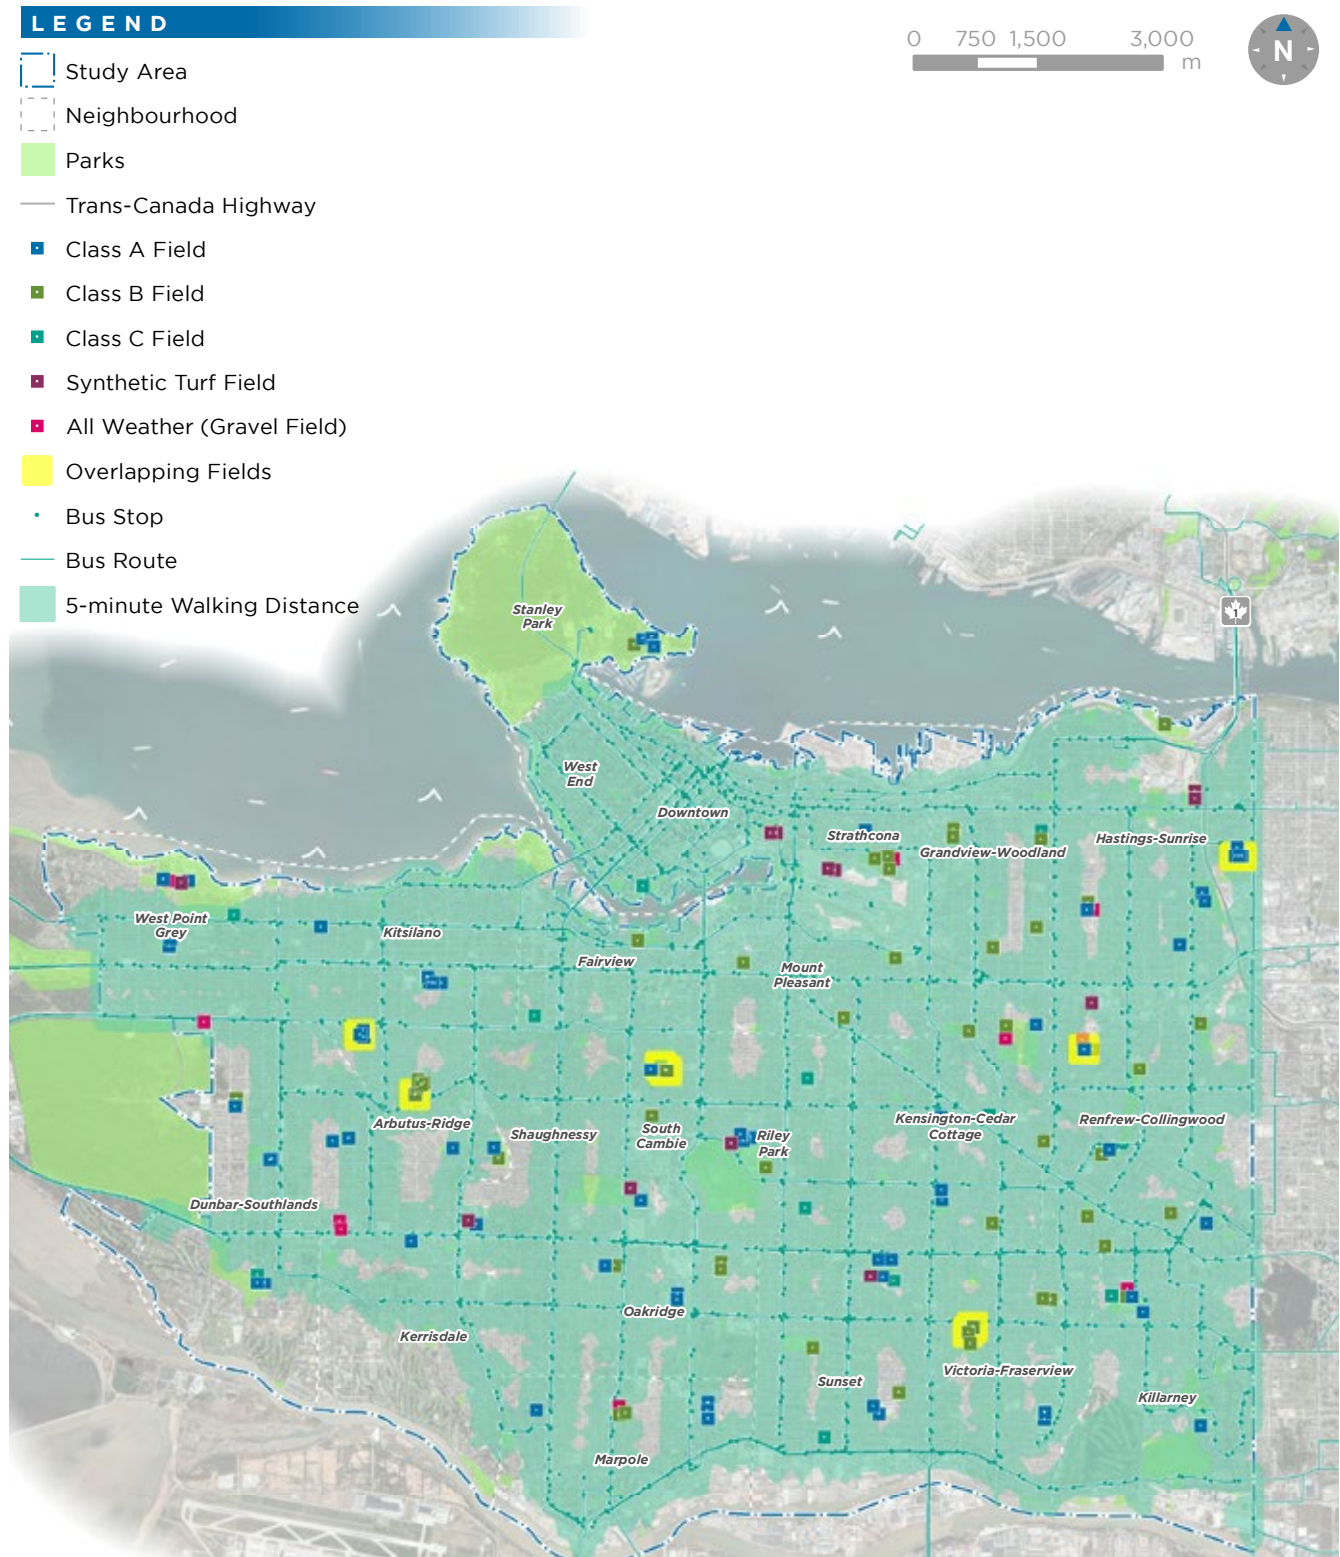 LEGEND
0 750 1,500 3,000
m
N
Study Area
Neighbourhood
Parks
Trans-Canada Highway
Class A Field
Class B Field
Class C Field
Synthetic Turf Field
All Weather (Gravel Field)
Overlapping Fields
Bus Stop
Bus Route
5-minute Walking Distance
Stanley
Park
1
West
End
Downtown
Strathcona
Grandview-Woodland
Hastings-Sunrise
West Point
Grey
Kitsilano
Fairview
Mount
Pleasant
Arbutus-Ridge
Shaughnessy
South
Cambie
Riley
Park
Kensington-Cedar
Cottage
Renfrew-Collingwood
Dunbar-Southlands
Kerrisdale
Oakridge
Sunset
Victoria-Fraserview
Killarney
Marpole